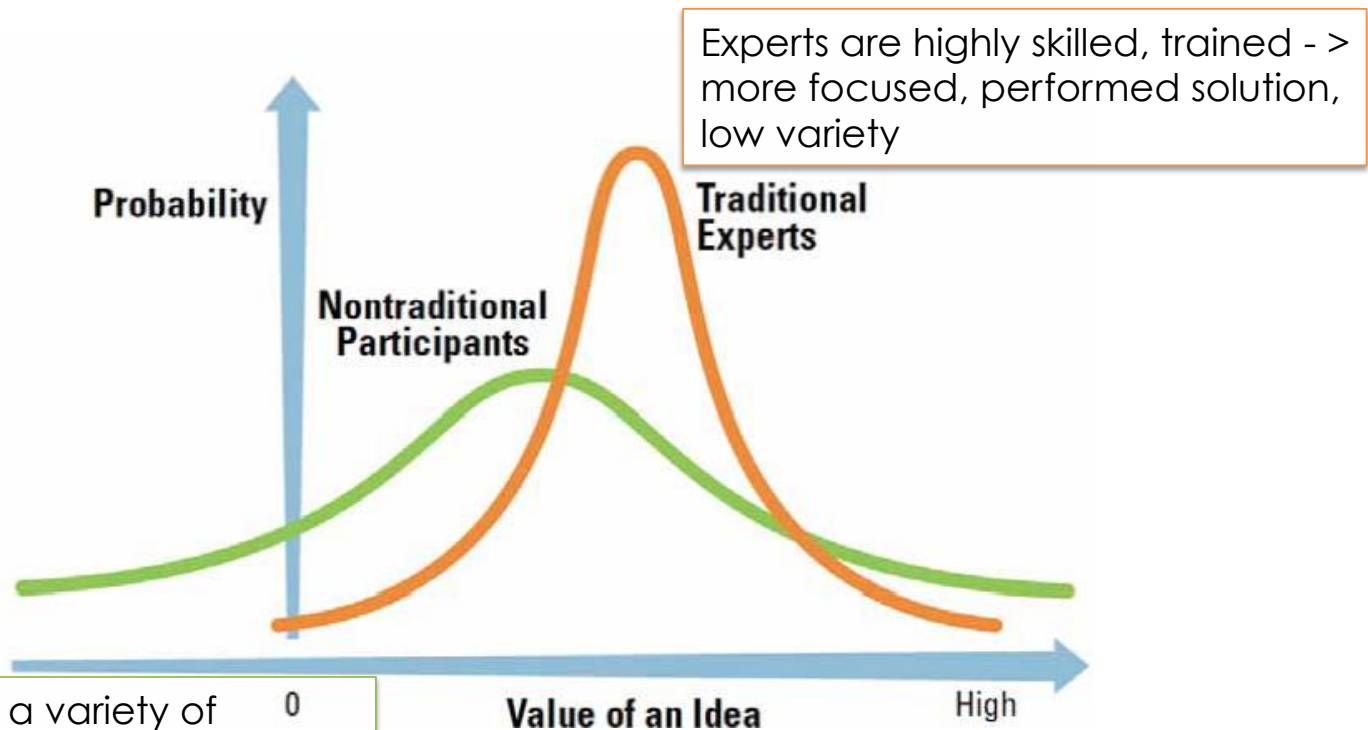 Experts are highly skilled, trained - >
more focused, performed solution,
low variety
Probability
Traditional
Experts
Nontraditional
Participants
a variety of
0
Value of an Idea
High